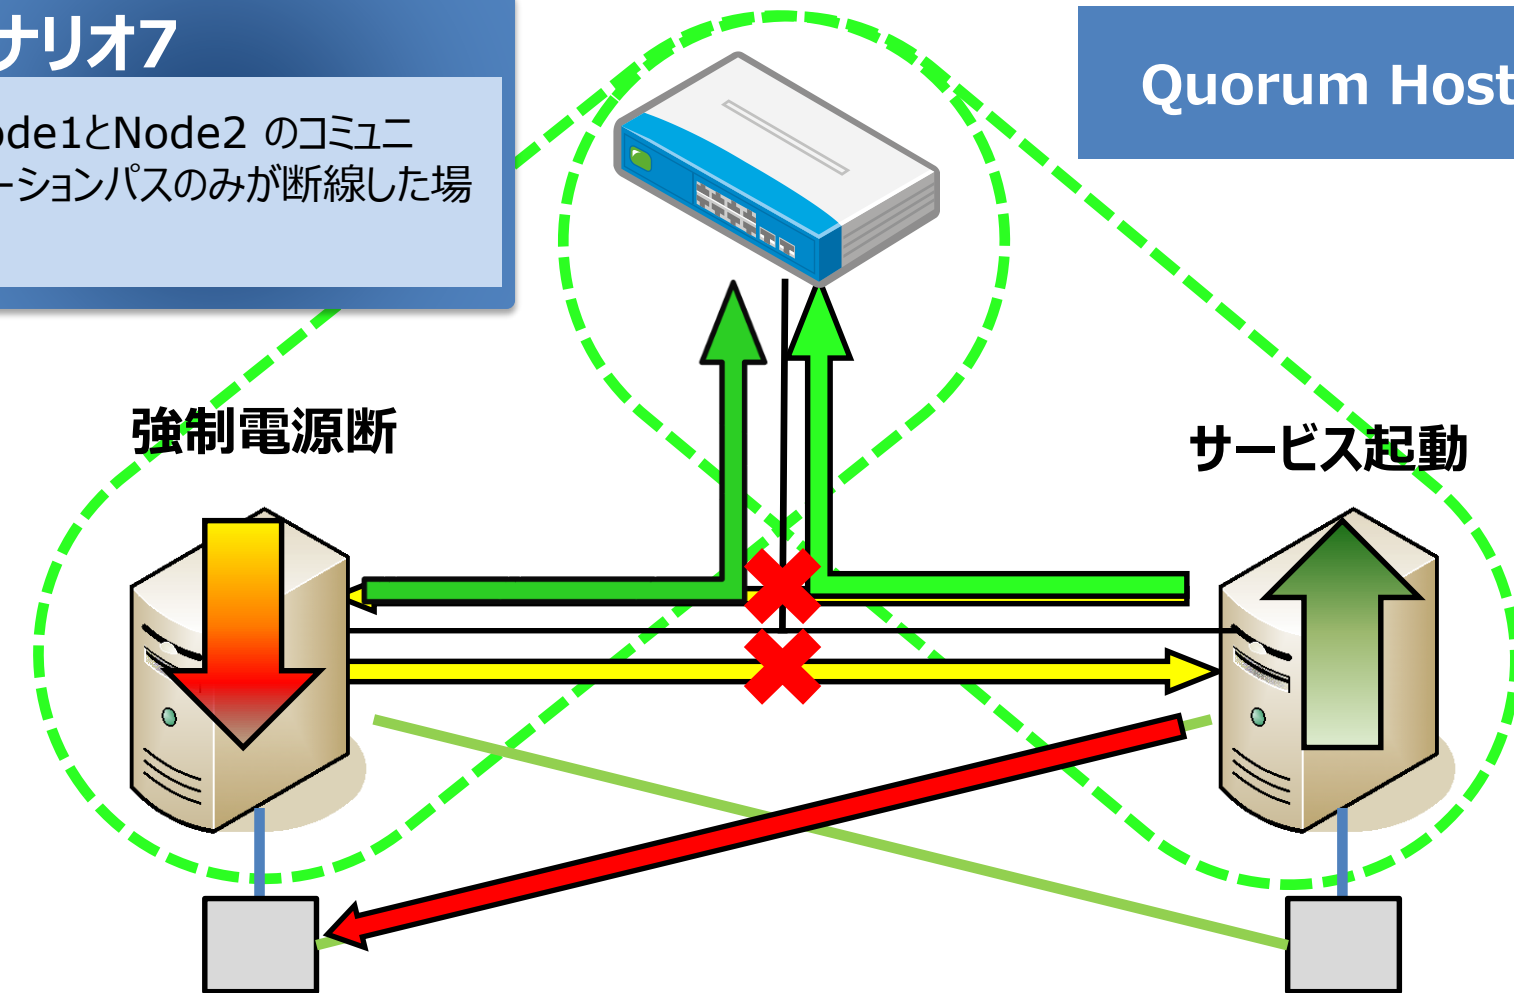 ナリオ7
ode1とNode2 のコミュニ
ーションパスのみが断線した場
Quorum Host
強制電源断
サービス起動